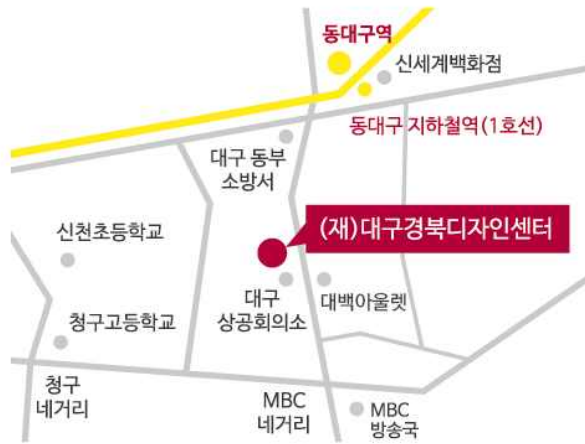 동대구역
신세계백화점
동대구 지하철역(1호선)
대구 동부
소방서
(재)대구경북디자인센터
신천초등학교
대구
상공회의소
대백아울렛
청구고등학교
청구
네거리
MBC
네거리
MBC
방송국